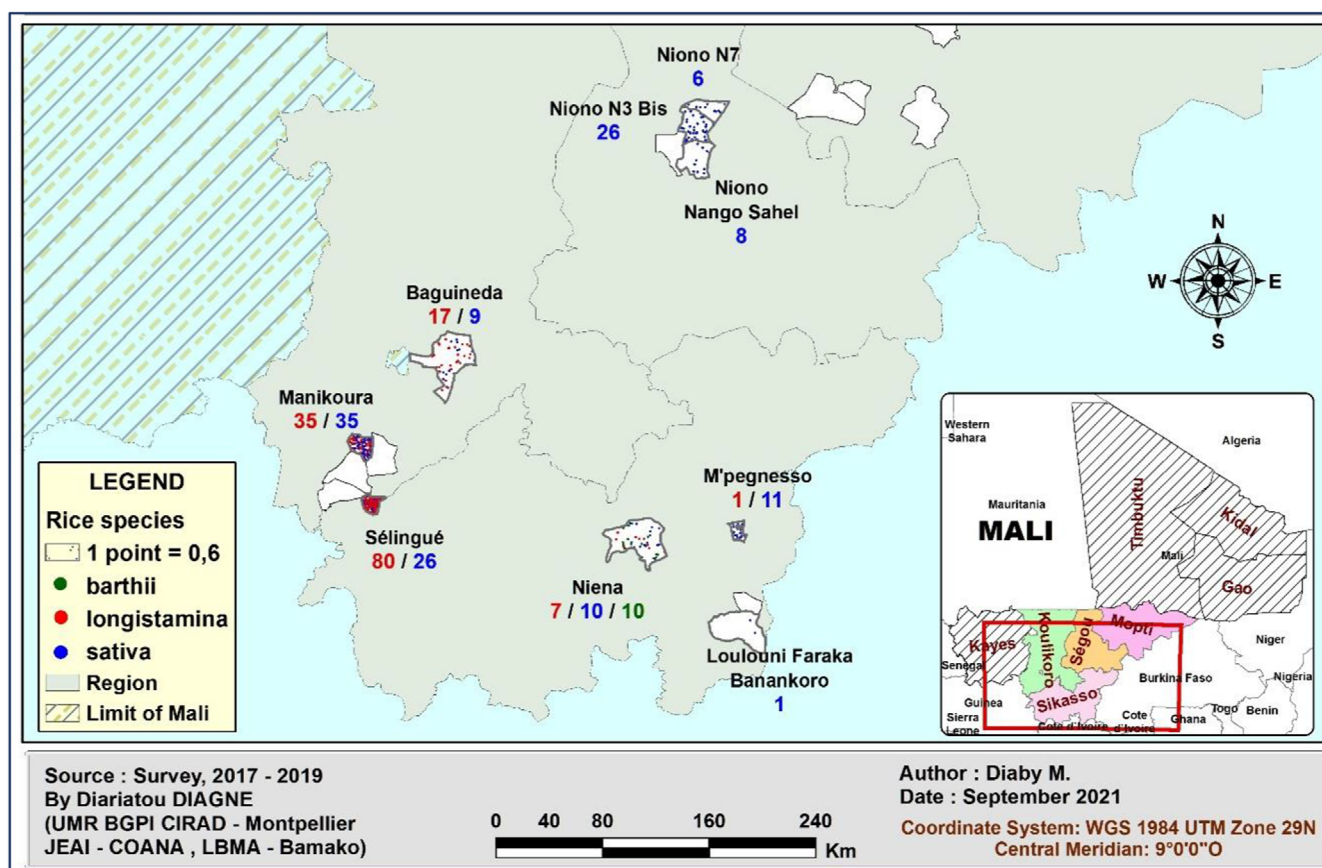 Niono N7
6
Niono N3 Bis
26
Niono
Nango Sahel
8
Baguineda
17 / 9
Manikoura
35 / 35
Sélingué
80 / 26
M'pegnesso
1 / 11
Niena
7 / 10 / 10
Loulouni Faraka
Banankoro
1
N
W
E
S
LEGEND
Rice species
1 point = 0,6
barthii
longistamina
sativa
Region
Limit of Mali
Western
Sahara
Algeria
Mauritania
MALI
Timbuktu
Mali
Kidal
Gao
Kayes
Koulikoro
Ségou
Mopti
Sikasso
Niger
Senegal
Burkina Faso
Nigeria
Guinea
Togo
Benin
Sierra
Leone
Cote d'Ivoire
Cote
d'Ivoire
Ghana
Source : Survey, 2017 - 2019
By Diariatou DIAGNE
(UMR BGPI CIRAD - Montpellier
JEAI - COANA , LBMA - Bamako)
0 40 80 160 240
Km
Author : Diaby M.
Date : September 2021
Coordinate System: WGS 1984 UTM Zone 29N
Central Meridian: 9°0'0"O